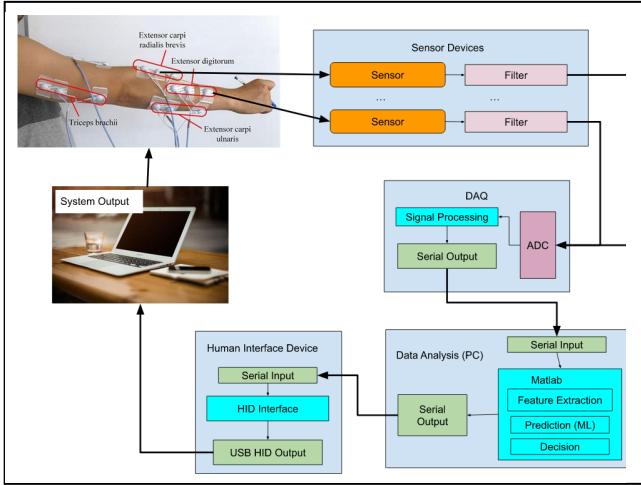 Extensor carpi
radialis brevis
Extensor digitorum
Triceps brachii
Extensor carpi
ulnaris
Sensor Devices
Sensor
Filter
...
...
Sensor
Filter
System Output
DAQ
Signal Processing
ADC
Serial Output
Human Interface Device
Serial Input
HID Interface
USB HID Output
Data Analysis (PC)
Serial Input
Matlab
Feature Extraction
Prediction (ML)
Decision
Serial
Output